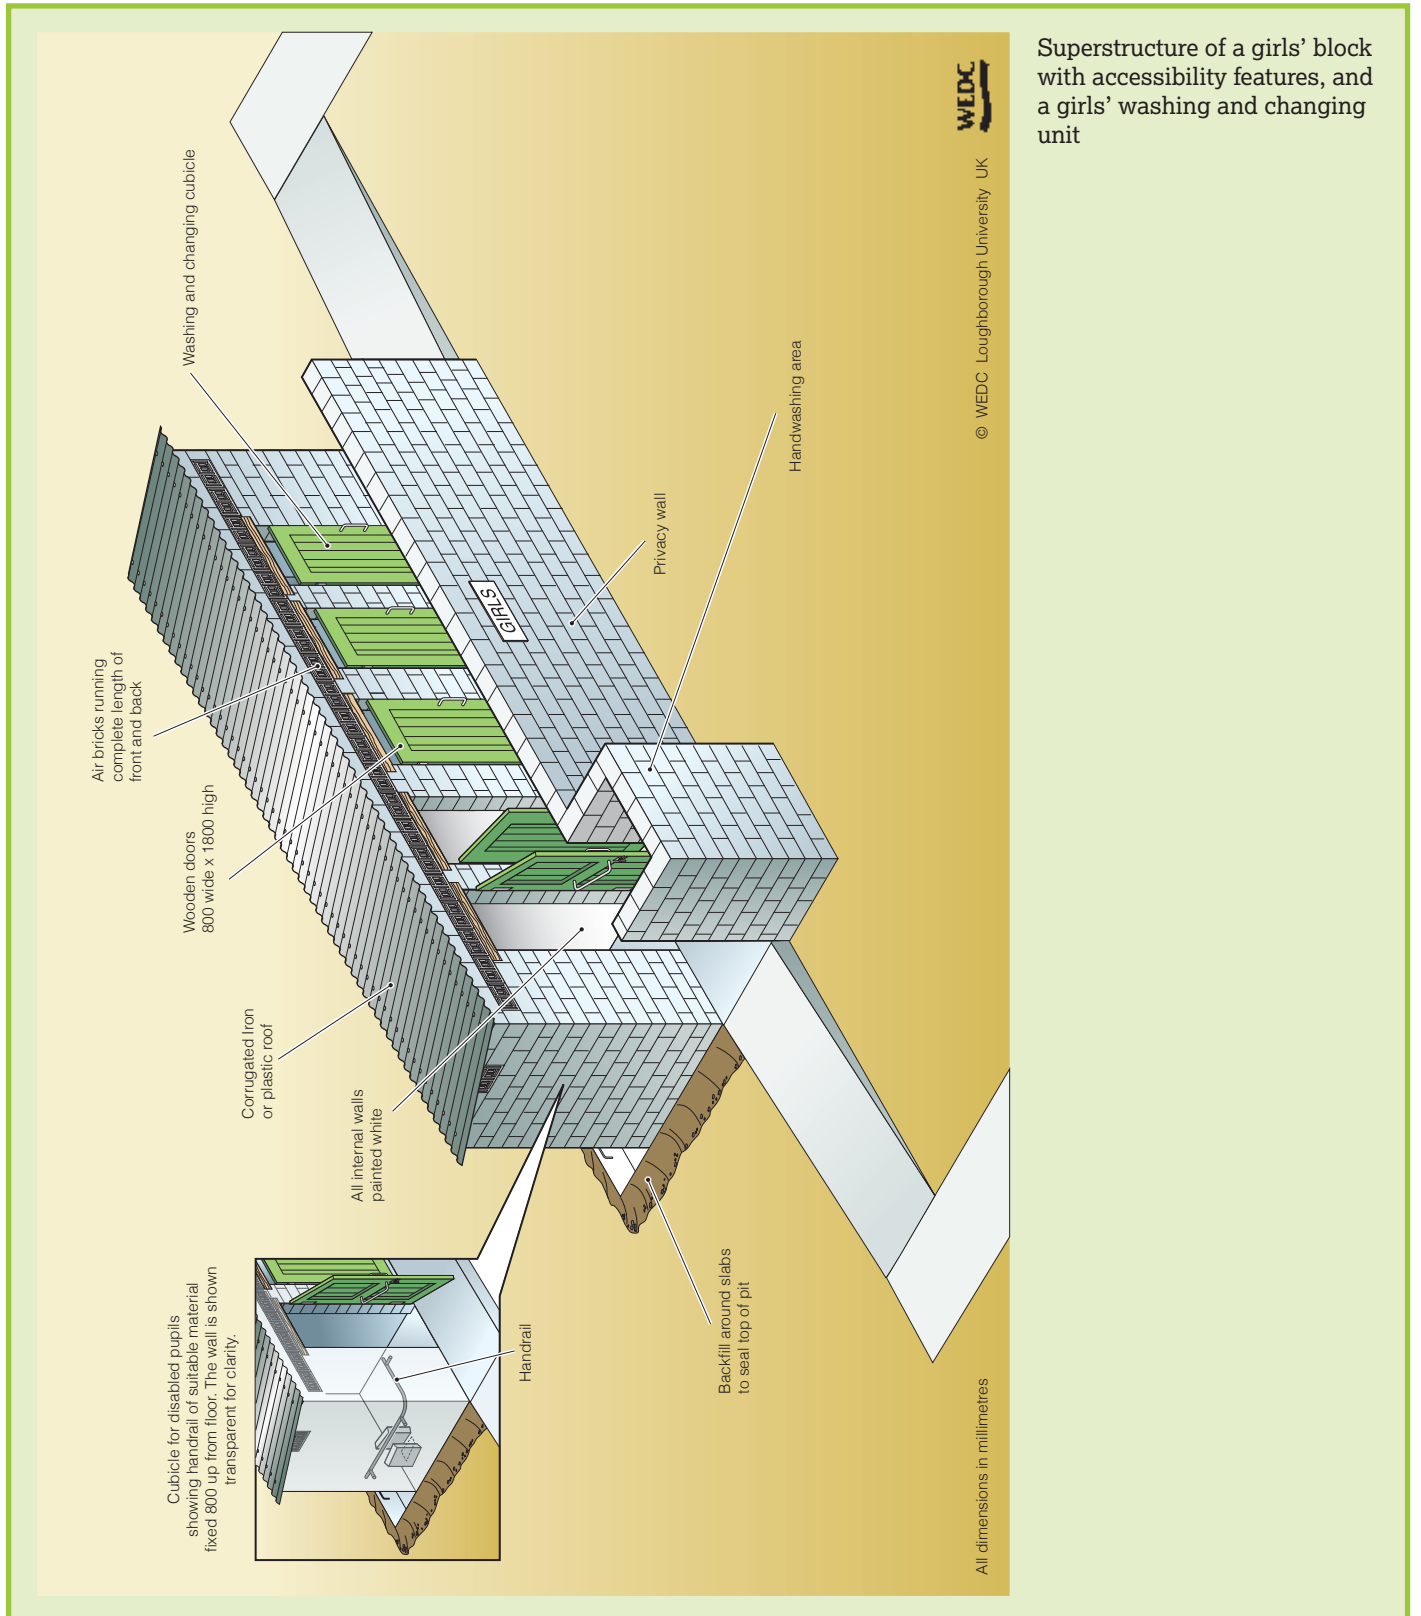 Superstructure of a girls’ block
with accessibility features, and
a girls’ washing and changing
unit
Cubicle for disabled pupils
showing handrail of suitable material
fixed 800 up from floor. The wall is shown
transparent for clarity.
Handrail
All internal walls
painted white
Corrugated Iron
or plastic roof
Wooden doors
800 wide x 1800 high
Air bricks running
complete length of
front and back
Washing and changing cubicle
GIRLS
Privacy wall
Handwashing area
Backfill around slabs
to seal top of pit
All dimensions in millimetres
© WEDC Loughborough University UK
WEDC